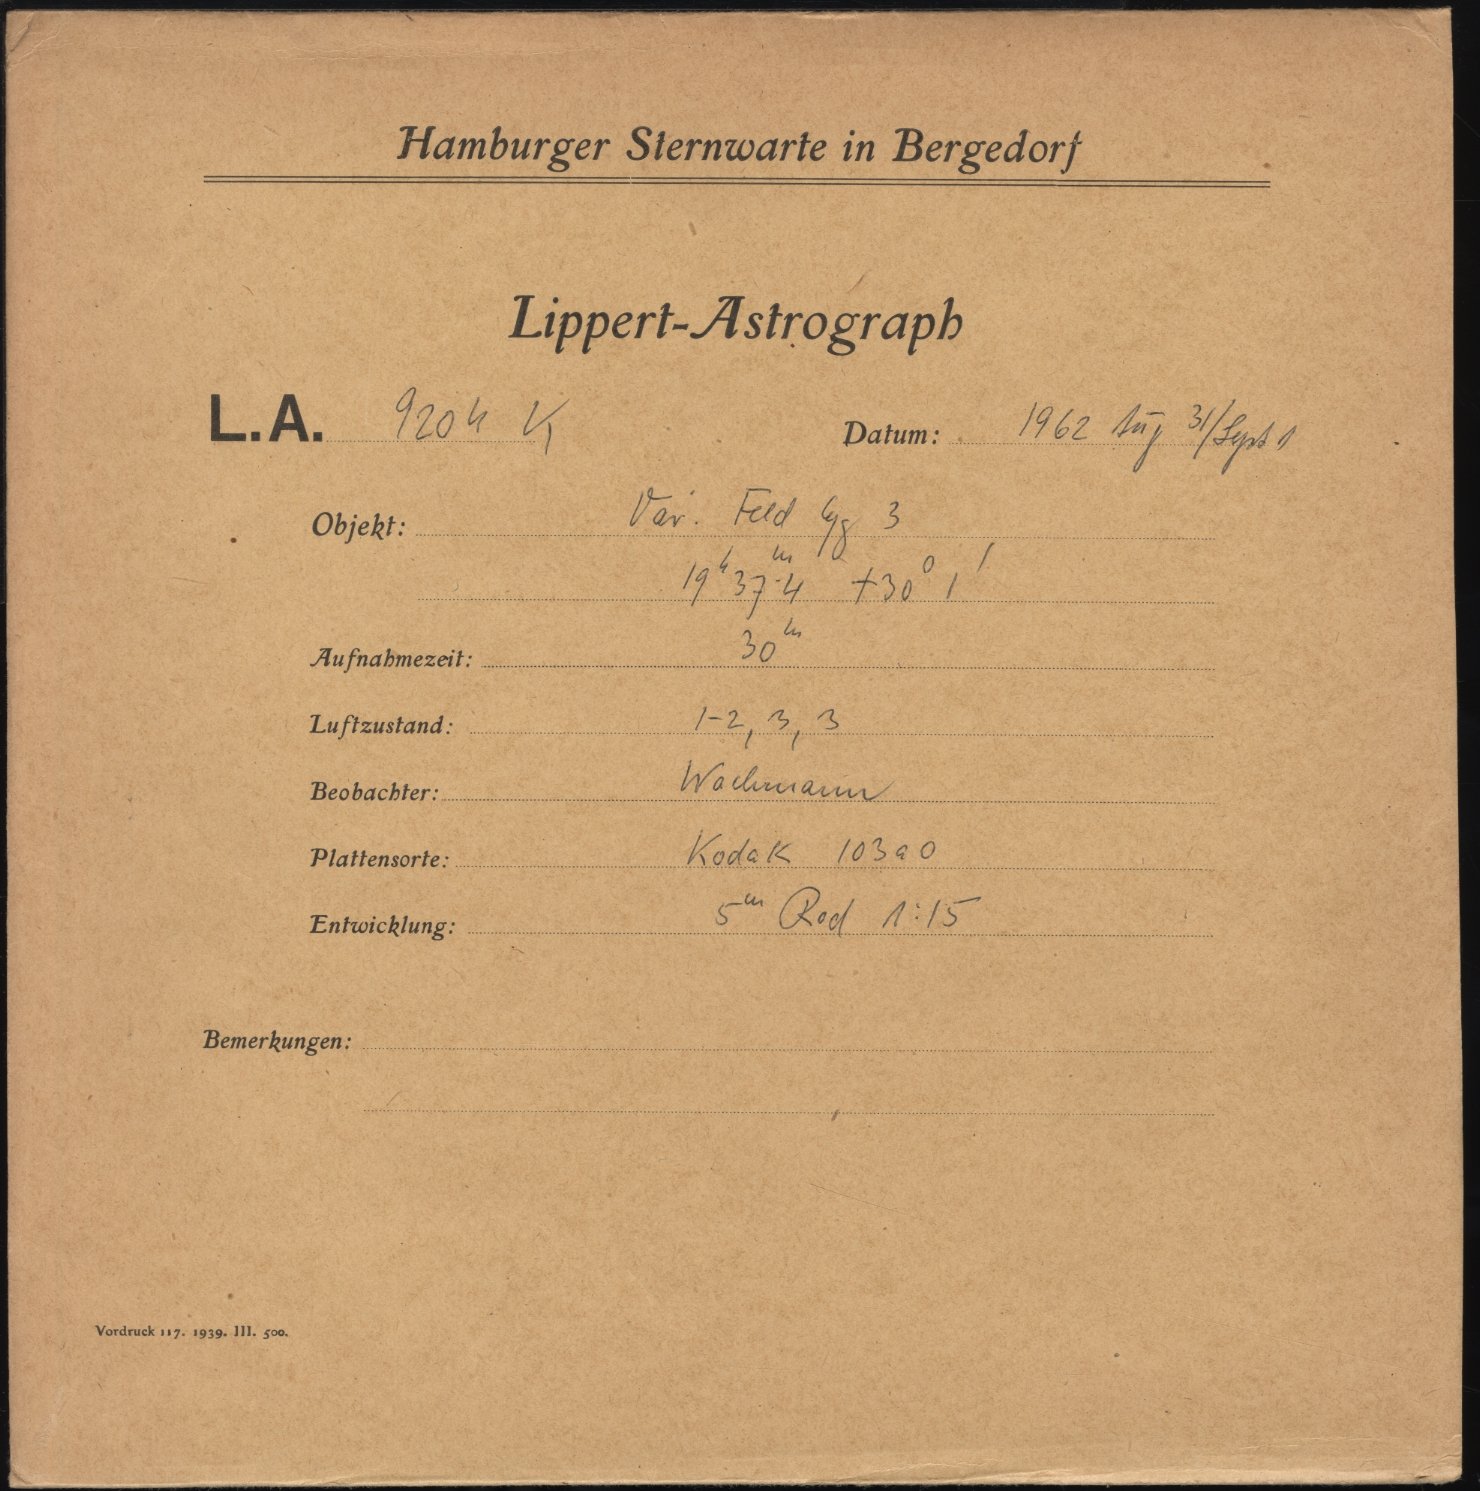 Hamburger Sternwarte in Bergedorf
Lippert-Astrograph
L.A. 9204 K₁ Datum: 1962 Aug 31/Sept 1
Objekt: Var. Feld Cyg 3
19ʰ37ᵐ.4 +30° 1'
Aufnahmezeit: 30ᵐ
Luftzustand: 1-2, 3, 3
Beobachter: Wachmann
Plattensorte: Kodak 103a0
Entwicklung: 5ᵐ Rod 1:15
Bemerkungen:
Vordruck 117. 1939. III. 500.